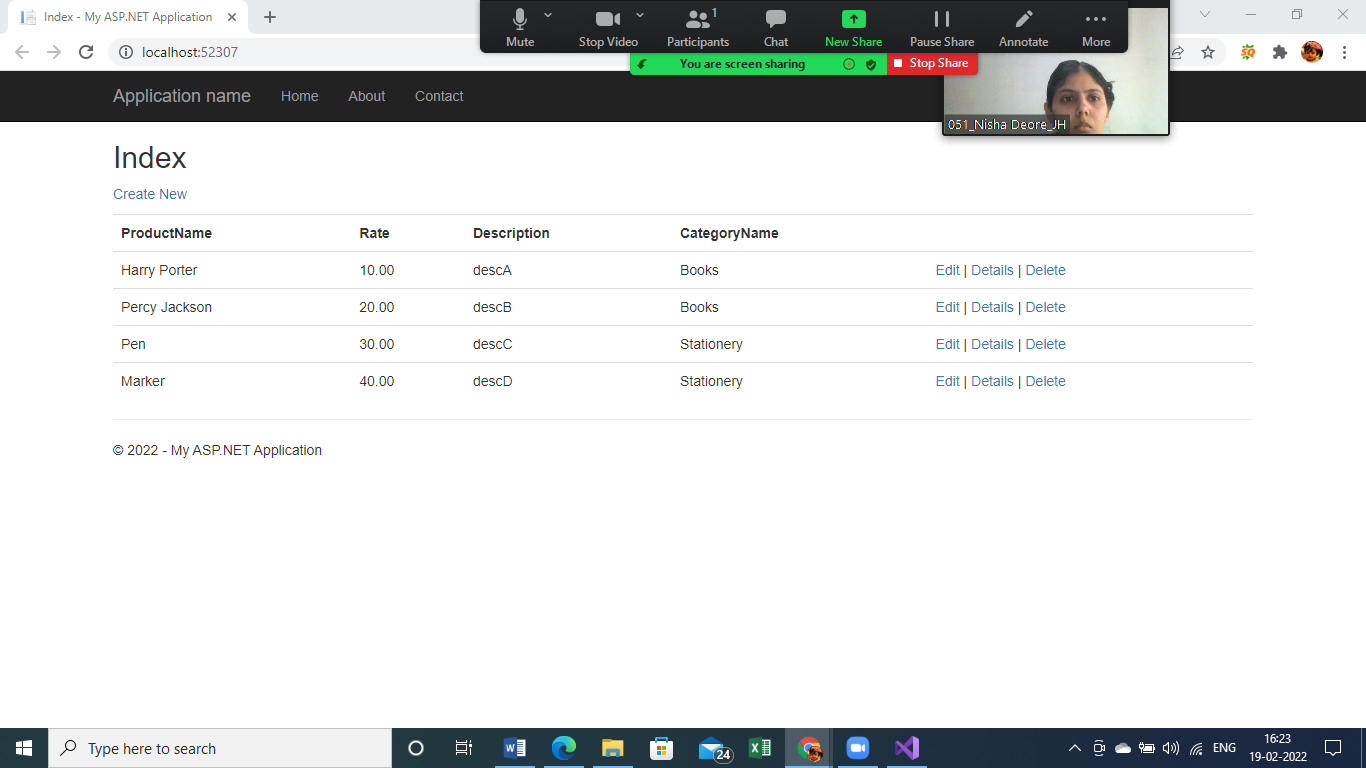 Index - My ASP.NET Application
localhost:52307
Mute
Stop Video
1
Participants
Chat
New Share
Pause Share
Annotate
More
You are screen sharing
Stop Share
051_Nisha Deore_JH
Application name Home About Contact
Index
Create New
ProductName Rate Description CategoryName
Harry Porter 10.00 descA Books Edit | Details | Delete
Percy Jackson 20.00 descB Books Edit | Details | Delete
Pen 30.00 descC Stationery Edit | Details | Delete
Marker 40.00 descD Stationery Edit | Details | Delete
© 2022 - My ASP.NET Application
Type here to search
24
ENG
16:23
19-02-2022